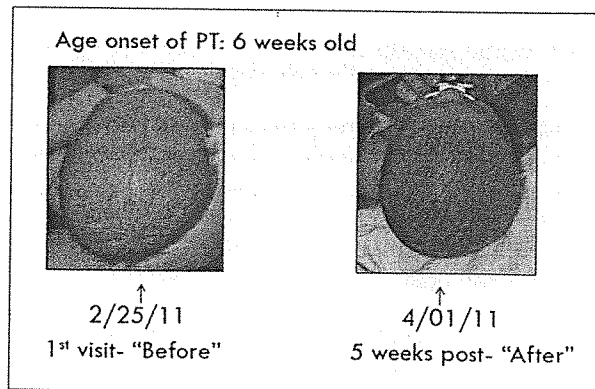 Age onset of PT: 6 weeks old
↑ ↑
2/25/11 4/01/11
1st visit- “Before” 5 weeks post- “After”